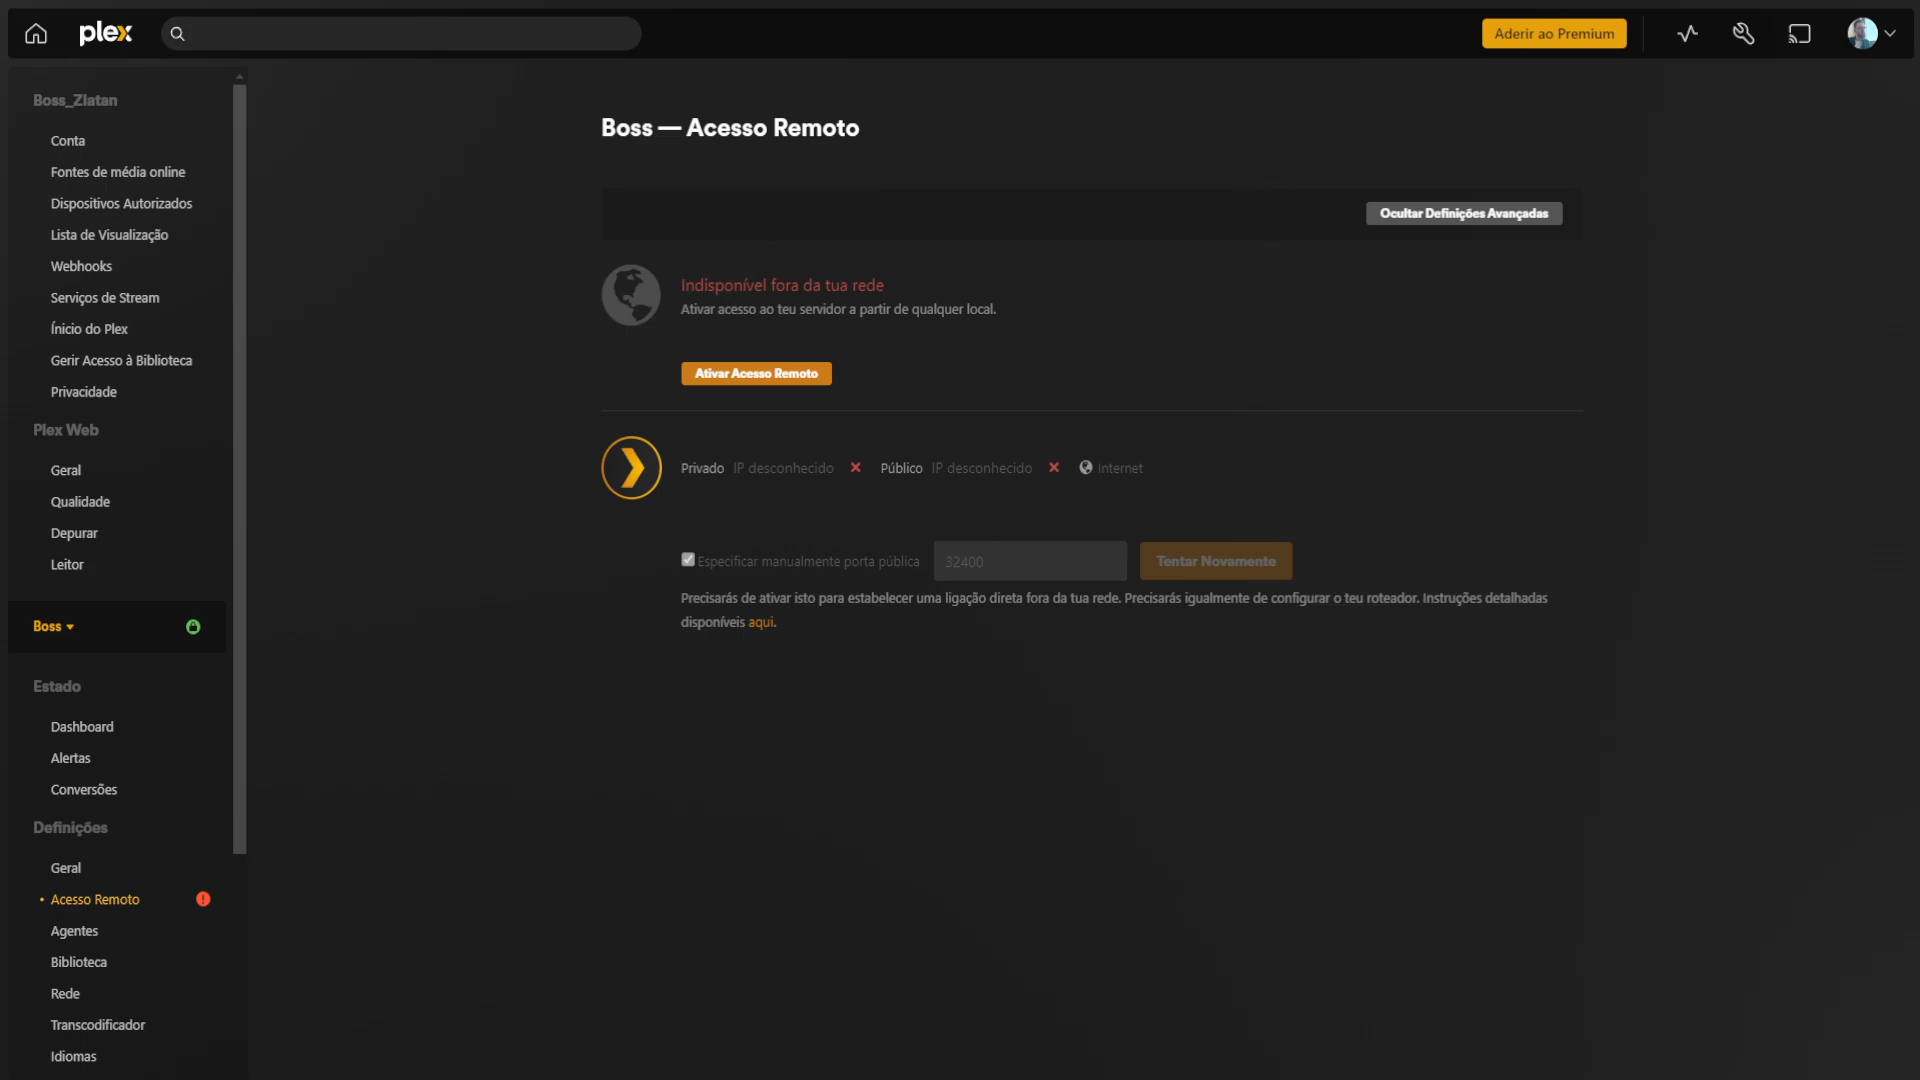 plex
Aderir ao Premium
Boss_Zlatan
Conta
Fontes de média online
Dispositivos Autorizados
Lista de Visualização
Webhooks
Serviços de Stream
Ínicio do Plex
Gerir Acesso à Biblioteca
Privacidade
Plex Web
Geral
Qualidade
Depurar
Leitor
Boss
Estado
Dashboard
Alertas
Conversões
Definições
Geral
Acesso Remoto
Agentes
Biblioteca
Rede
Transcodificador
Idiomas
Boss — Acesso Remoto
Ocultar Definições Avançadas
Indisponível fora da tua rede
Ativar acesso ao teu servidor a partir de qualquer local.
Ativar Acesso Remoto
Privado IP desconhecido Público IP desconhecido Internet
Especificar manualmente porta pública 32400 Tentar Novamente
Precisarás de ativar isto para estabelecer uma ligação direta fora da tua rede. Precisarás igualmente de configurar o teu roteador. Instruções detalhadas
disponíveis aqui.